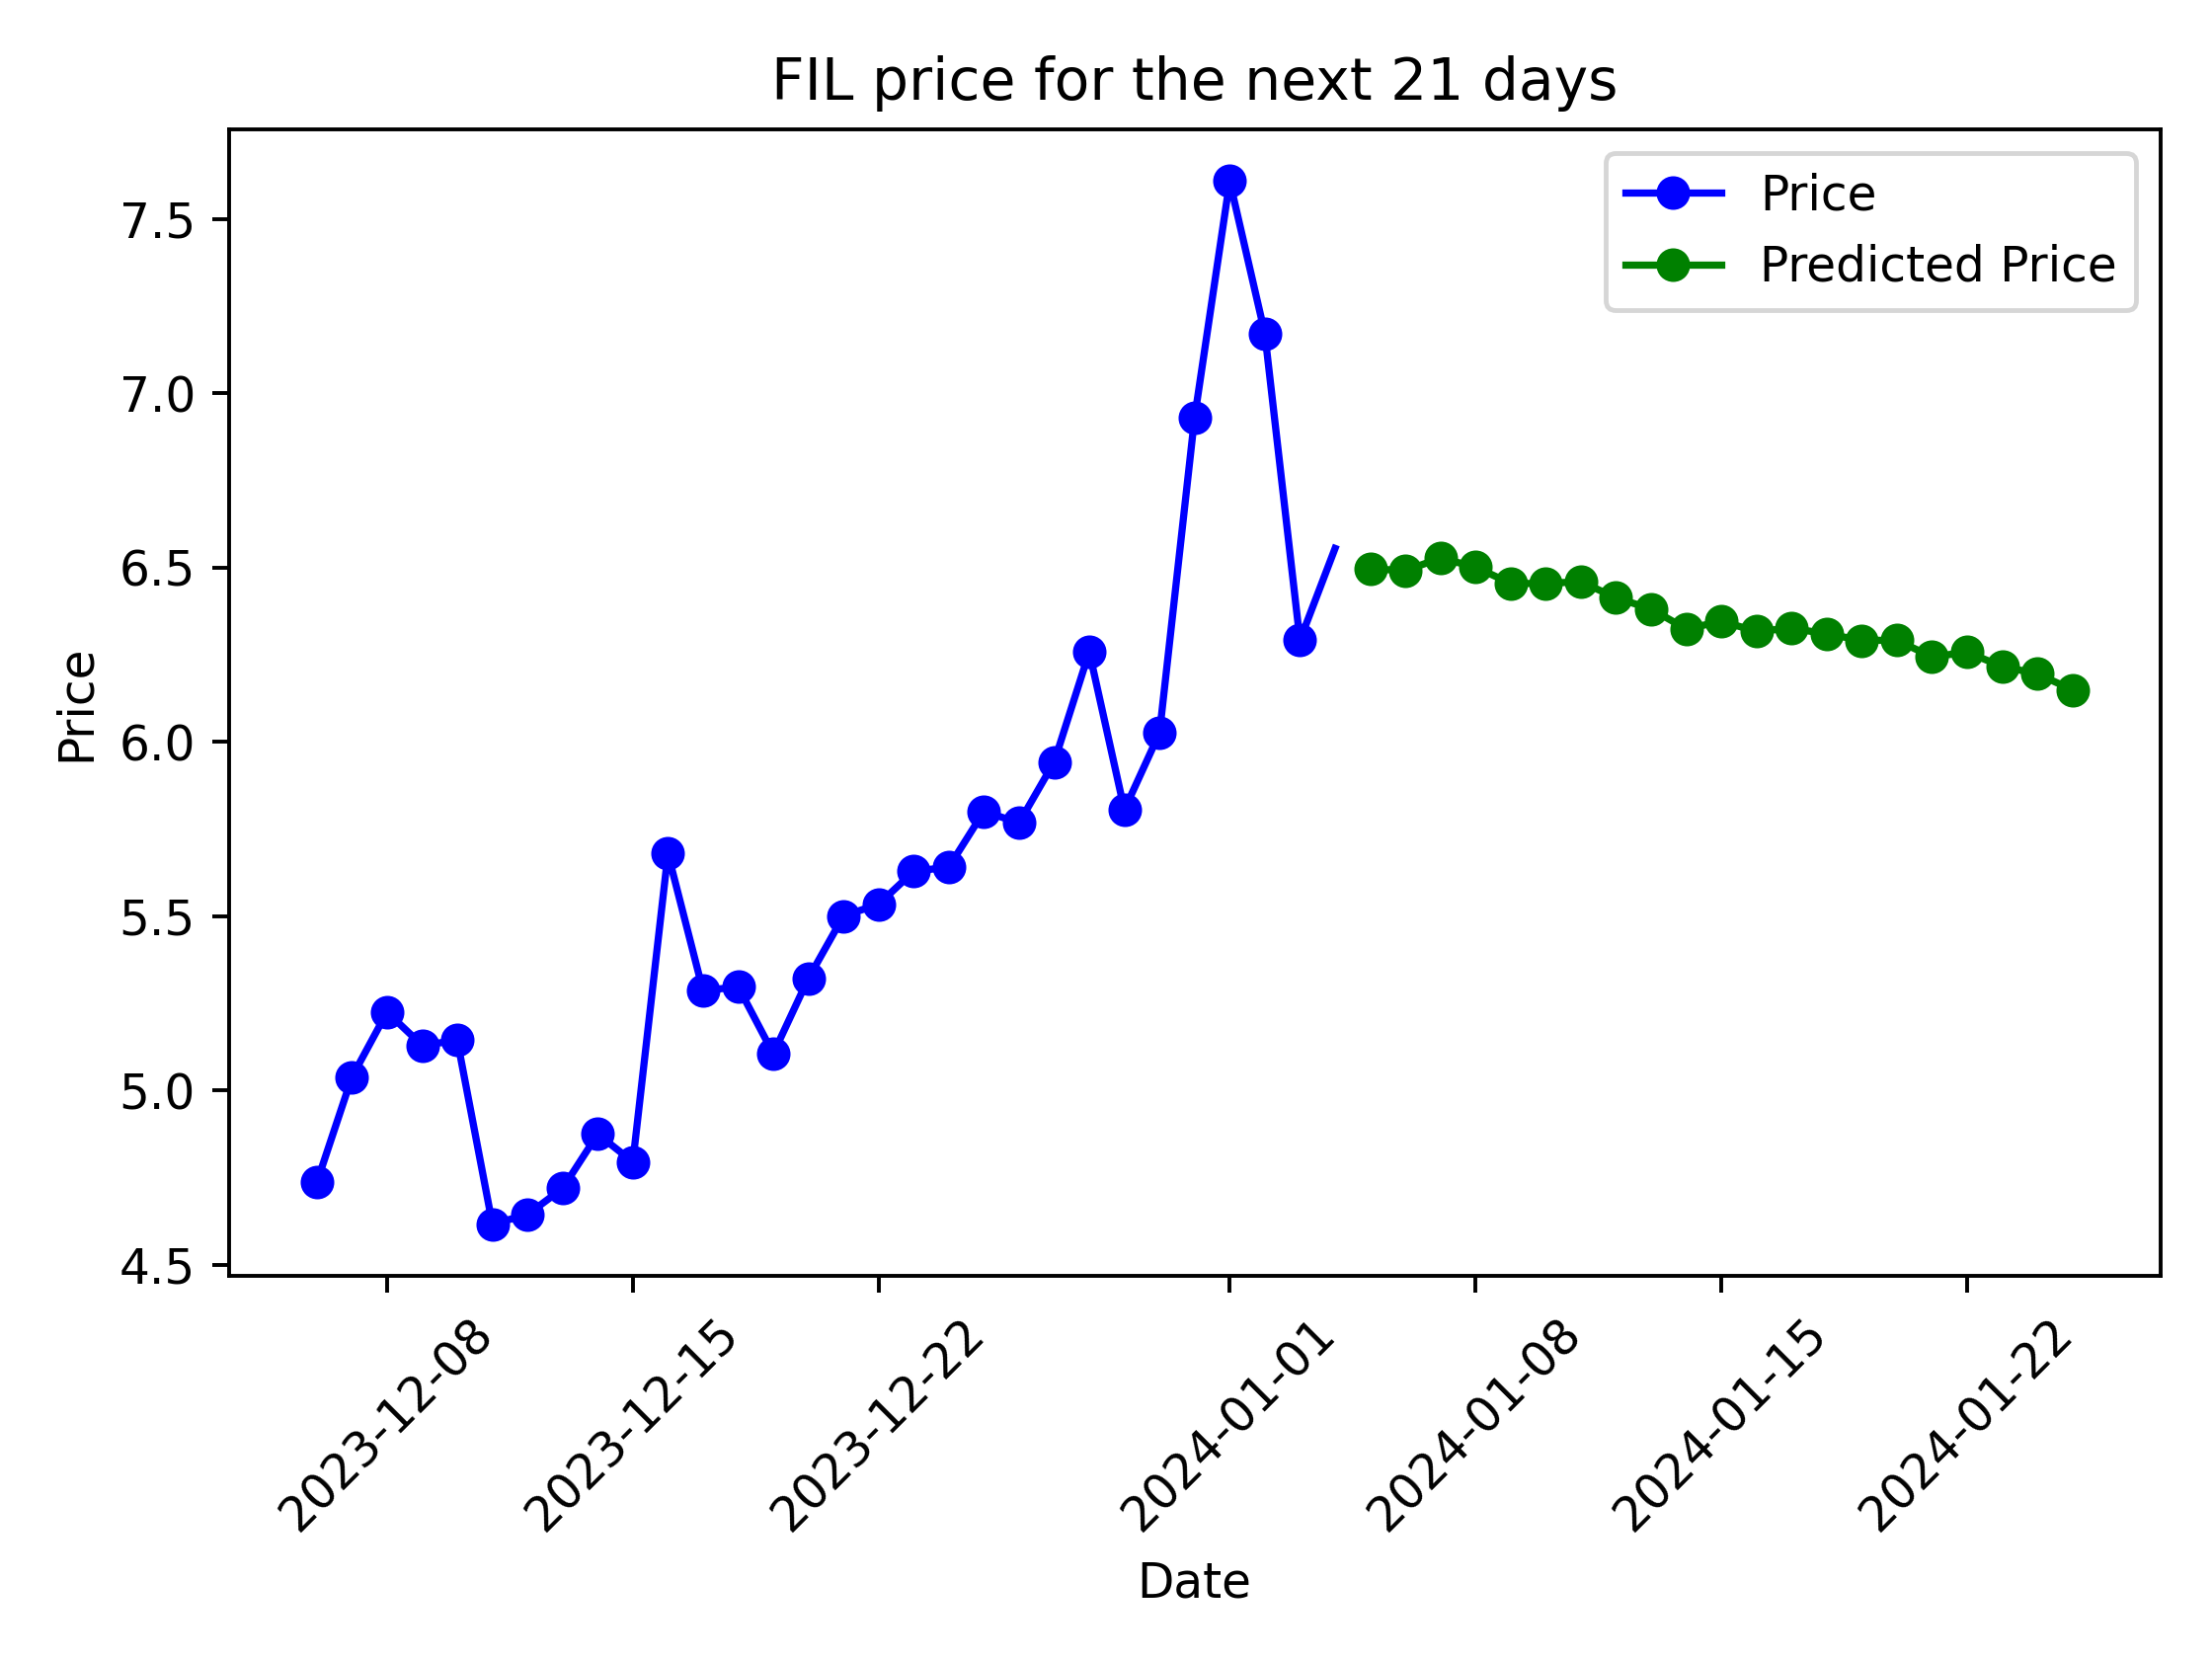 FIL price for the next 21 days
Price
Predicted Price
Price
7.5
7.0
6.5
6.0
5.5
5.0
4.5
2023-12-08
2023-12-15
2023-12-22
2024-01-01
2024-01-08
2024-01-15
2024-01-22
Date